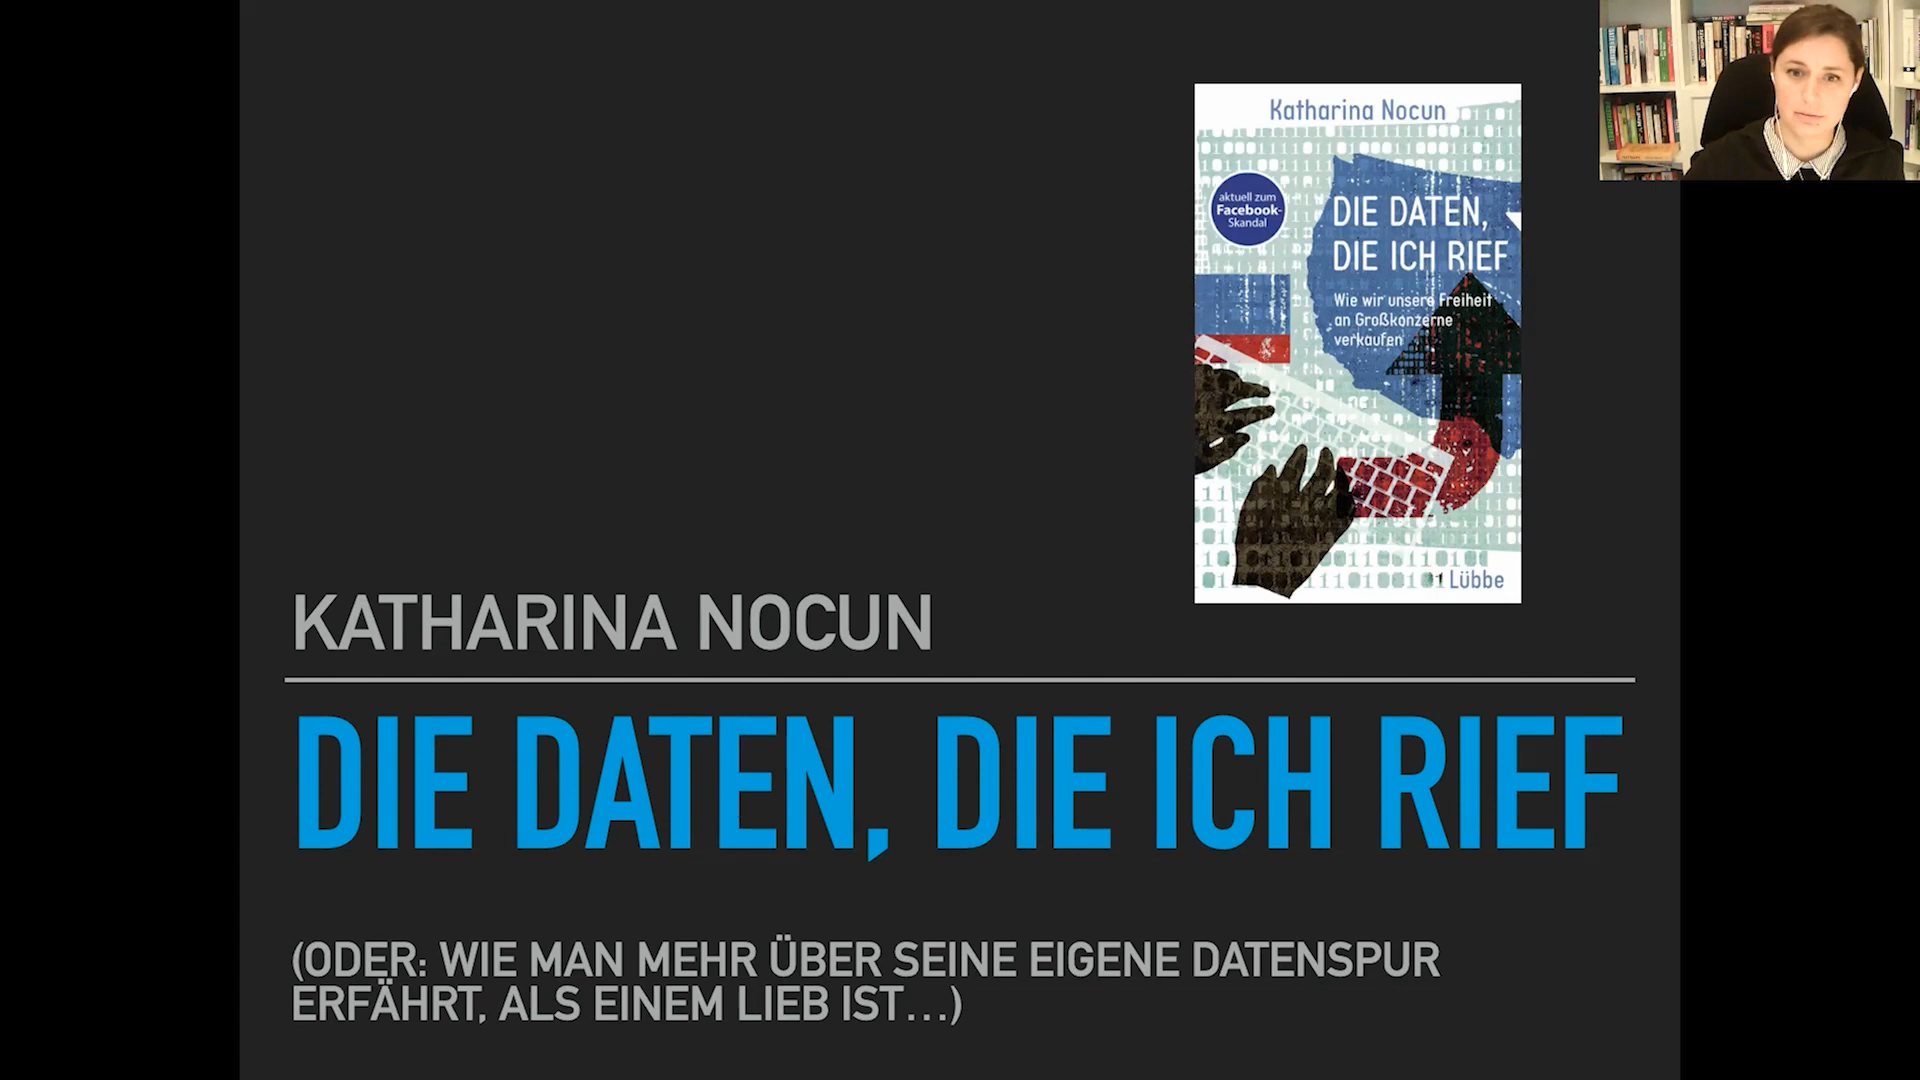 Katharina Nocun
aktuell zum
Facebook-
Skandal
DIE DATEN,
DIE ICH RIEF
Wie wir unsere Freiheit
an Großkonzerne
verkaufen
Lübbe
KATHARINA NOCUN
DIE DATEN, DIE ICH RIEF
(ODER: WIE MAN MEHR ÜBER SEINE EIGENE DATENSPUR
ERFÄHRT, ALS EINEM LIEB IST…)